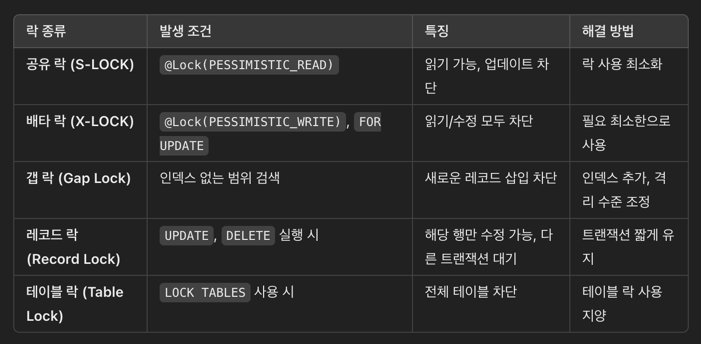 락 종류 발생 조건 특징 해결 방법
공유 락 (S-LOCK) @Lock(PESSIMISTIC_READ) 읽기 가능, 업데이트 차 락 사용 최소화
단
배타 락 (X-LOCK) @Lock(PESSIMISTIC_WRITE), FOR 읽기/수정 모두 차단 필요 최소한으로
UPDATE 사용
갭 락 (Gap Lock) 인덱스 없는 범위 검색 새로운 레코드 삽입 차단 인덱스 추가, 격
리 수준 조정
레코드 락 UPDATE, DELETE 실행 시 해당 행만 수정 가능, 다 트랜잭션 짧게 유
(Record Lock) 른 트랜잭션 대기 지
테이블 락 (Table LOCK TABLES 사용 시 전체 테이블 차단 테이블 락 사용
Lock) 지양